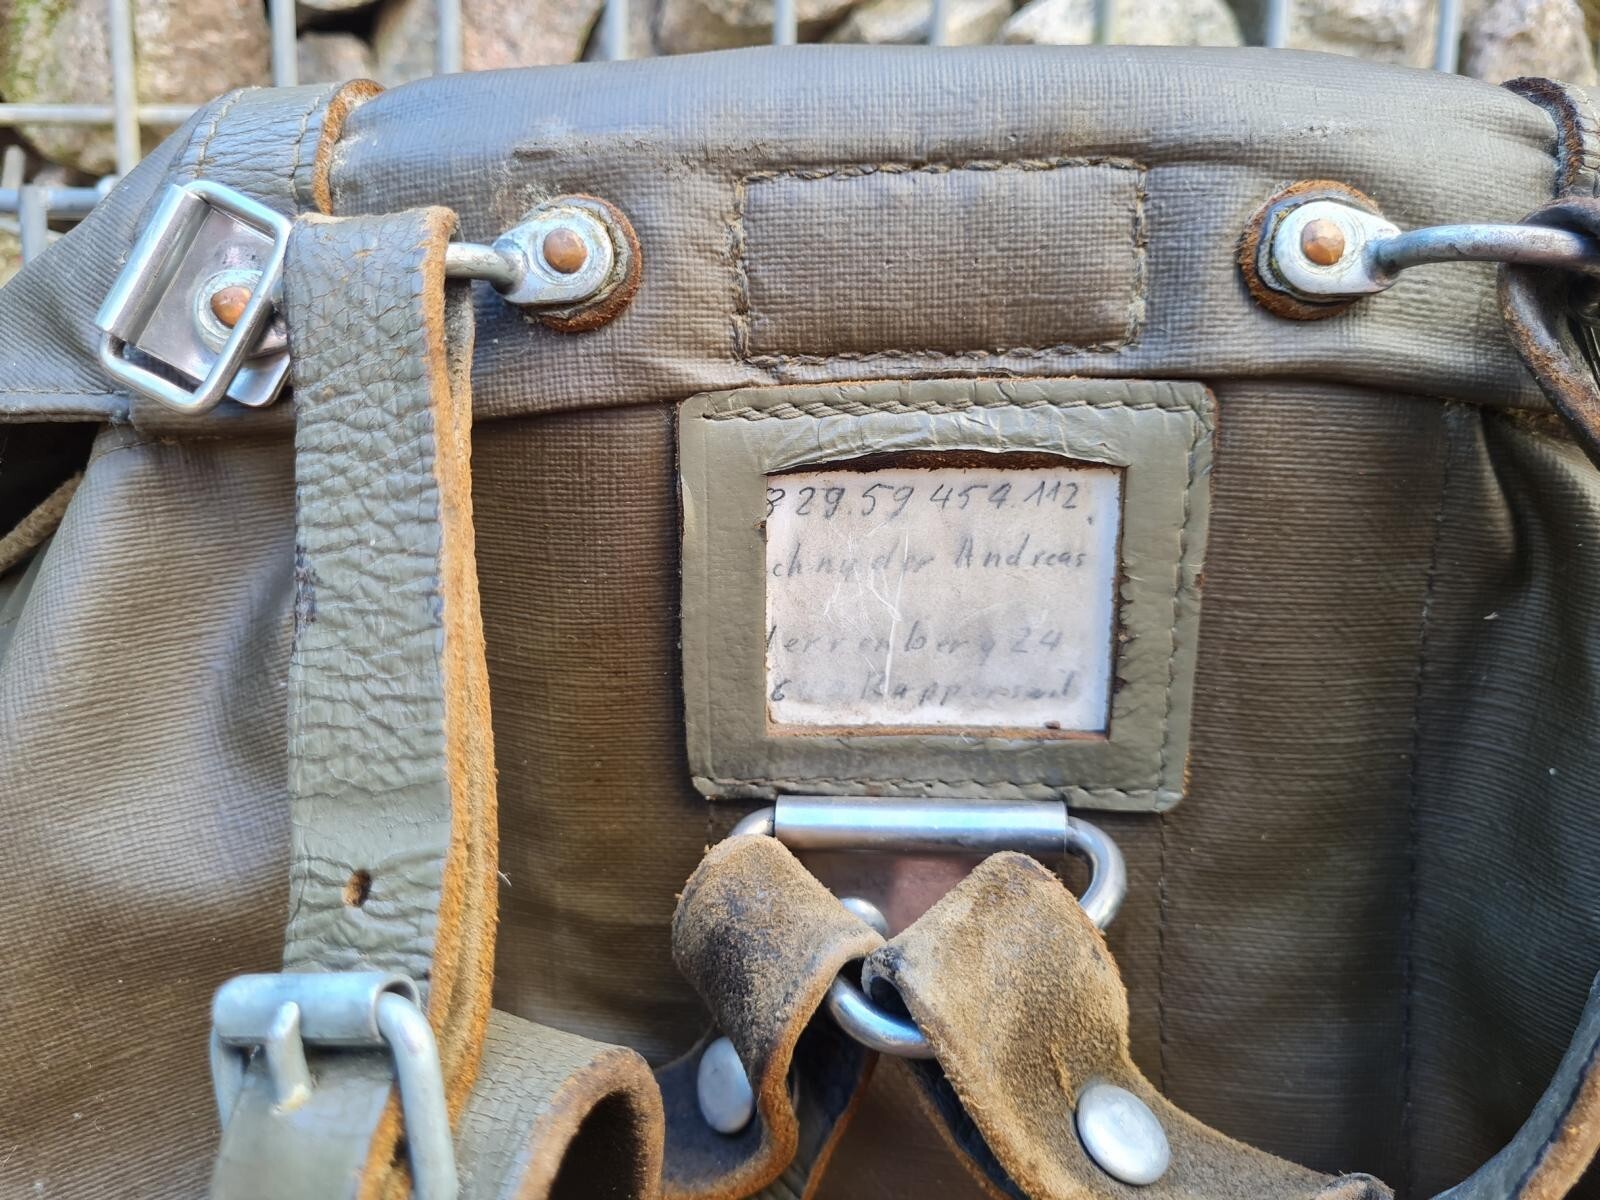 829.59 454.112
chnyder Andreas
errenberg 24
Rapperswil